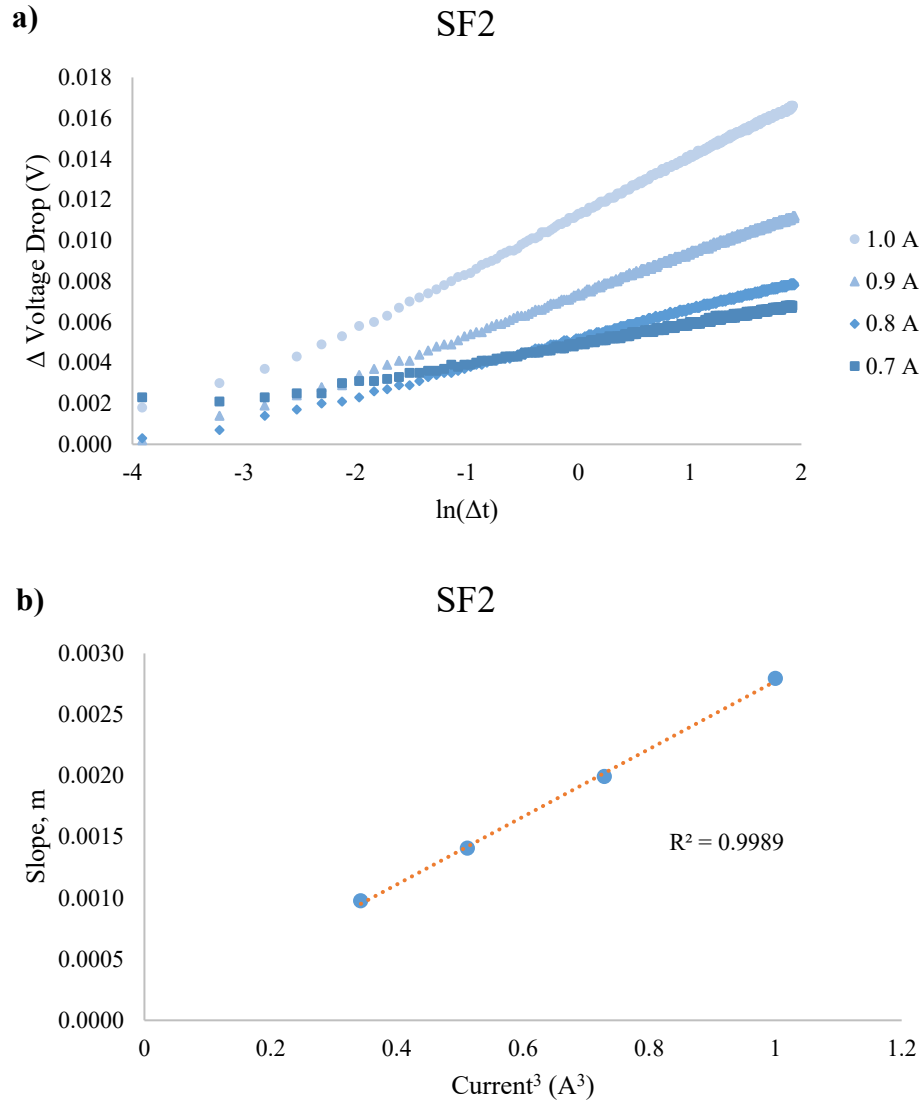 a)
SF2
Δ Voltage Drop (V)
0.018
0.016
0.014
0.012
0.010
0.008
0.006
0.004
0.002
0.000
-4 -3 -2 -1 0 1 2
ln(Δt)
1.0 A
0.9 A
0.8 A
0.7 A
b)
SF2
Slope, m
0.0030
0.0025
0.0020
0.0015
0.0010
0.0005
0.0000
R² = 0.9989
0 0.2 0.4 0.6 0.8 1 1.2
Current³ (A³)